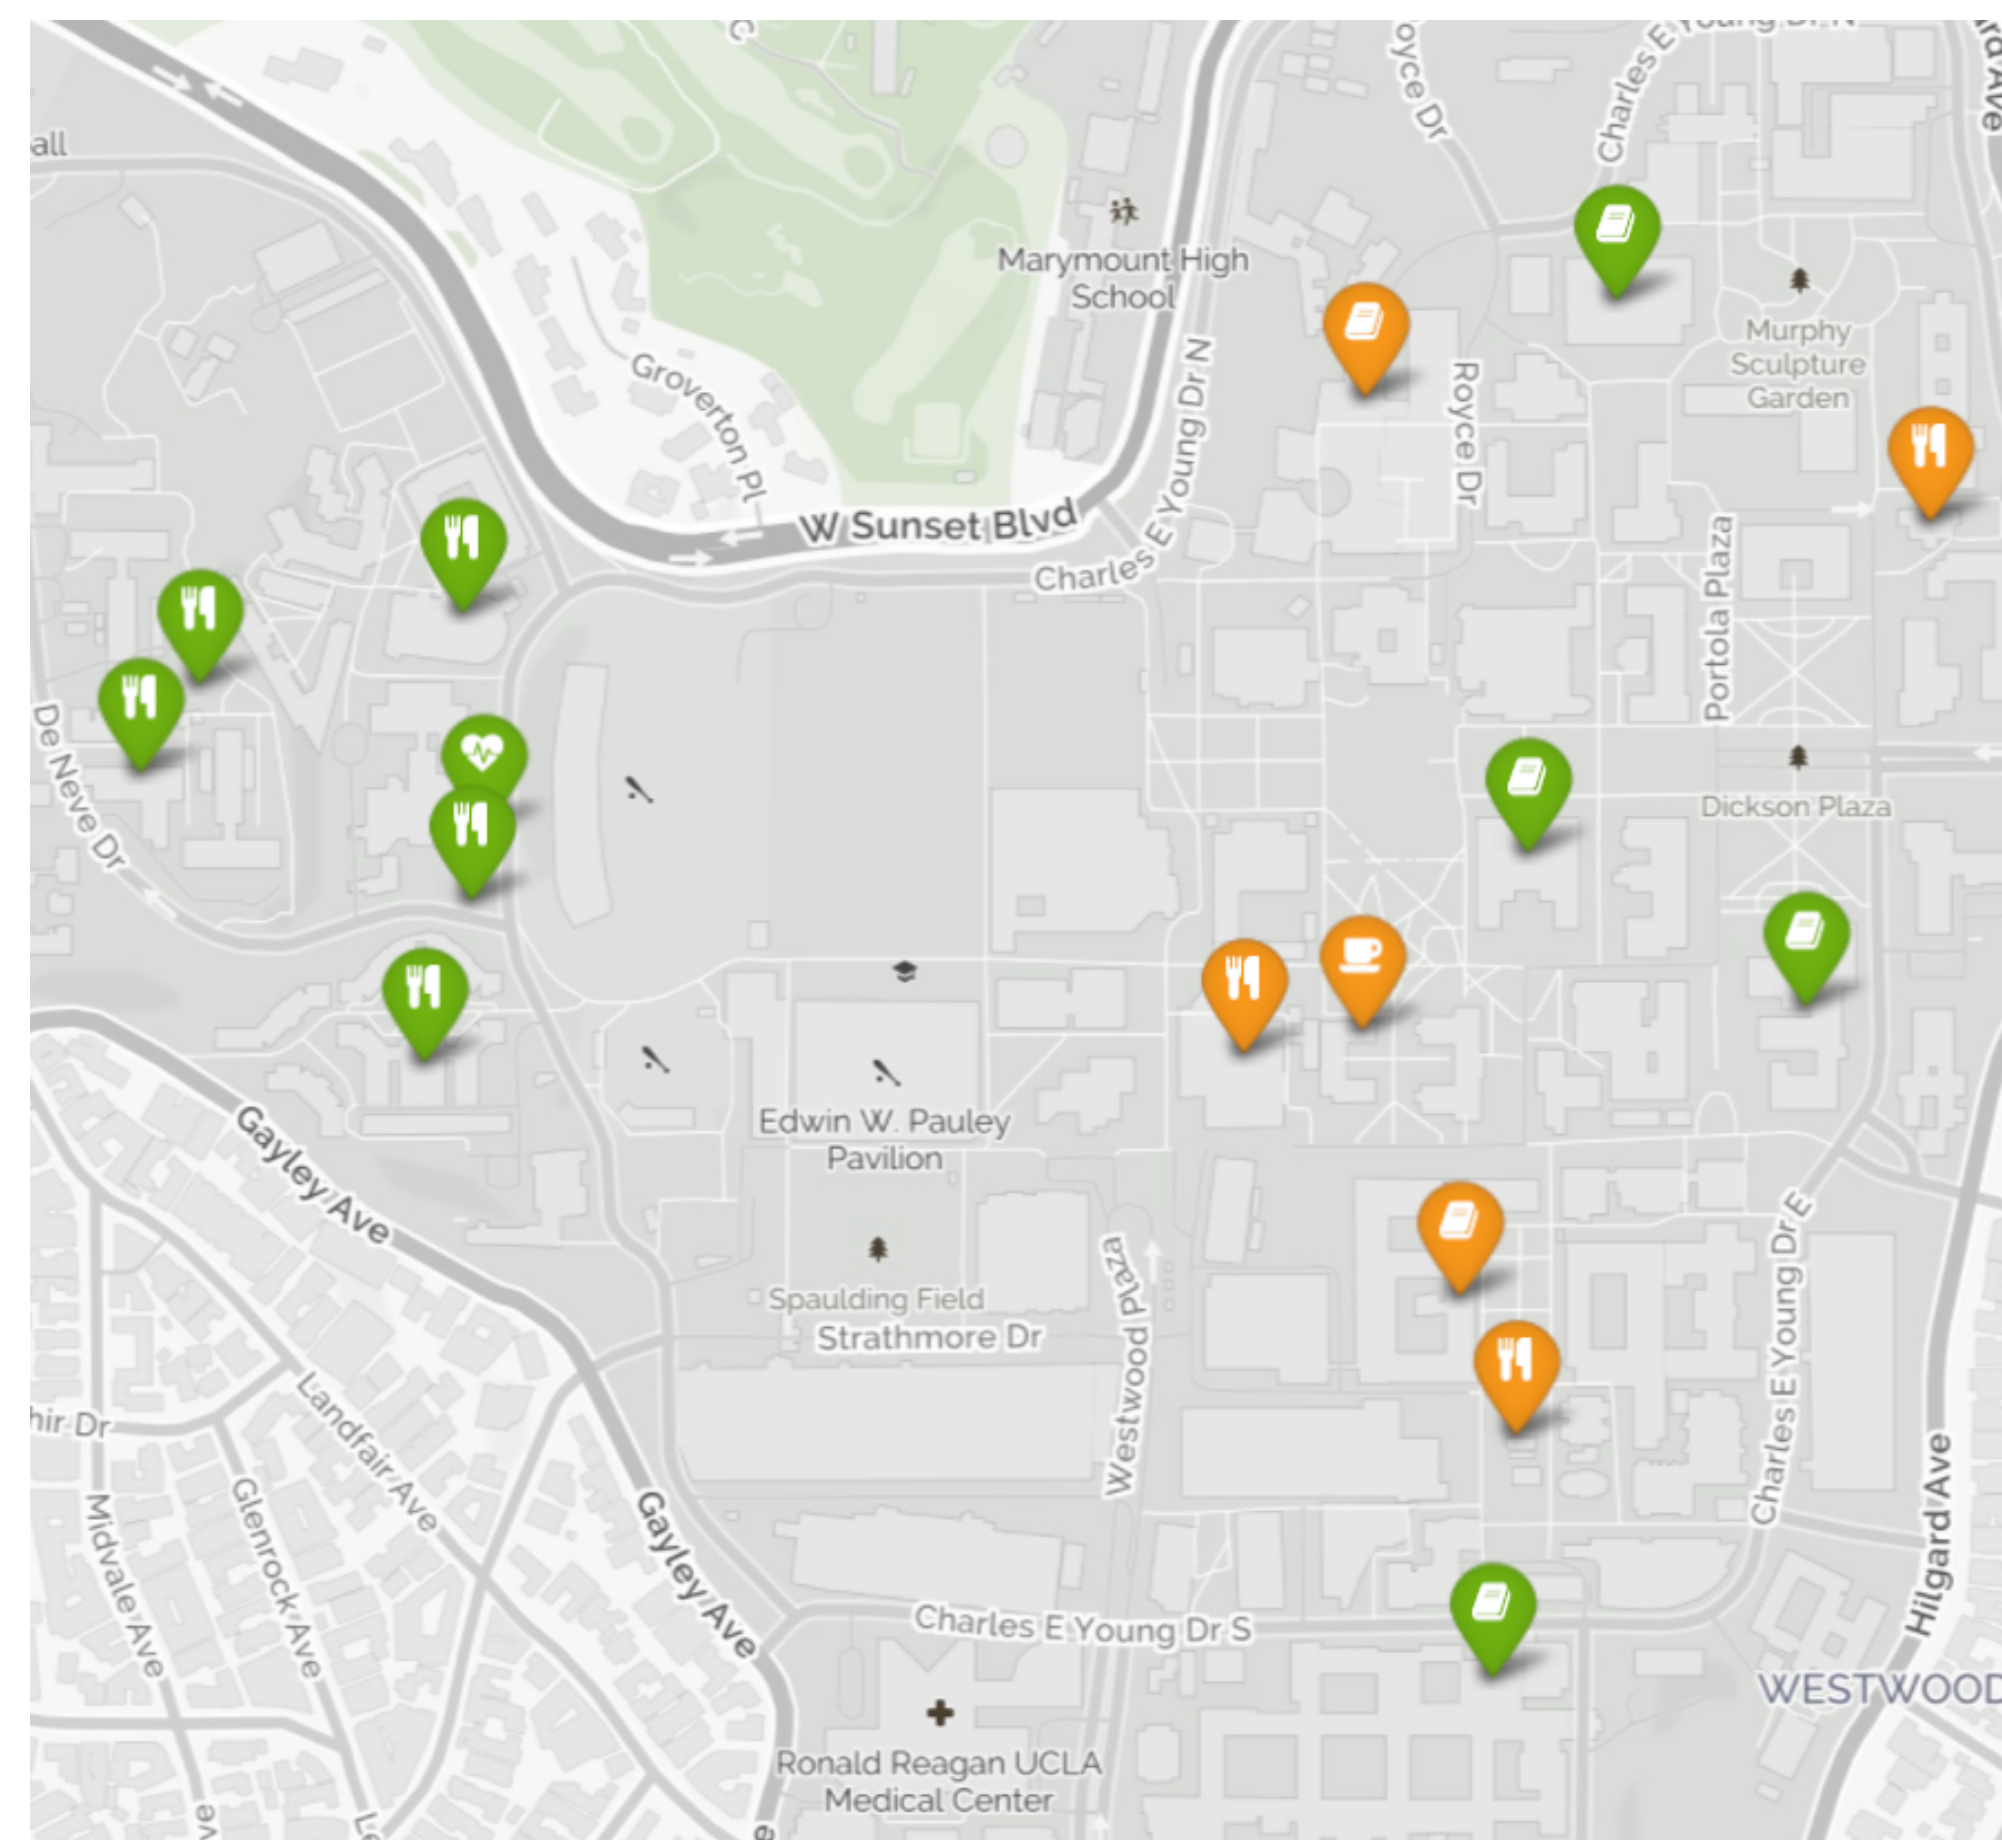 Charles E Young Dr N
all
oyce Dr
Marymount High
School
Murphy
Sculpture
Garden
Groverton Pl
Royce Dr
W Sunset Blvd
Charles E Young Dr N
Portola Plaza
De Neve Dr
Dickson Plaza
Edwin W. Pauley
Pavilion
Gayley Ave
Spaulding Field
Strathmore Dr
Westwood Plaza
Charles E Young Dr E
hir Dr
Landfair Ave
Midvale Ave
Glenrock Ave
Gayley Ave
Hilgard Ave
Charles E Young Dr S
WESTWOOD
Ronald Reagan UCLA
Medical Center